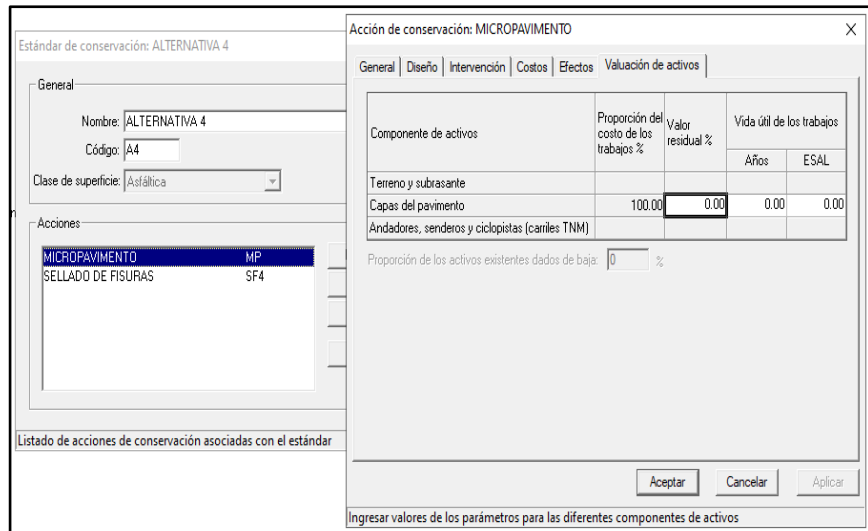 Estándar de conservación: ALTERNATIVA 4
General
Nombre: ALTERNATIVA 4
Código: A4
Clase de superficie: Asfáltica
Acciones
MICROPAVIMENTO MP
SELLADO DE FISURAS SF4
Listado de acciones de conservación asociadas con el estándar
Acción de conservación: MICROPAVIMENTO X
General Diseño Intervención Costos Efectos Valuación de activos
Componente de activos
Proporción del
costo de los
trabajos %
Valor
residual %
Vida útil de los trabajos
Años ESAL
Terreno y subrasante
Capas del pavimento 100.00 0.00 0.00 0.00
Andadores, senderos y ciclopistas (carriles TNM)
Proporción de los activos existentes dados de baja: 0 %
Aceptar Cancelar Aplicar
Ingresar valores de los parámetros para las diferentes componentes de activos